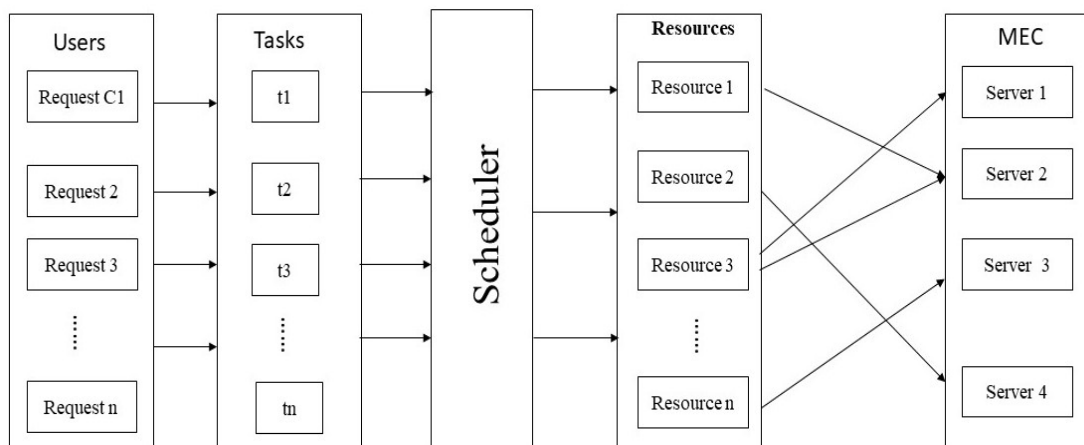 Users
Request C1
Request 2
Request 3
Request n
Tasks
t1
t2
t3
tn
Scheduler
Resources
Resource 1
Resource 2
Resource 3
Resource n
MEC
Server 1
Server 2
Server 3
Server 4